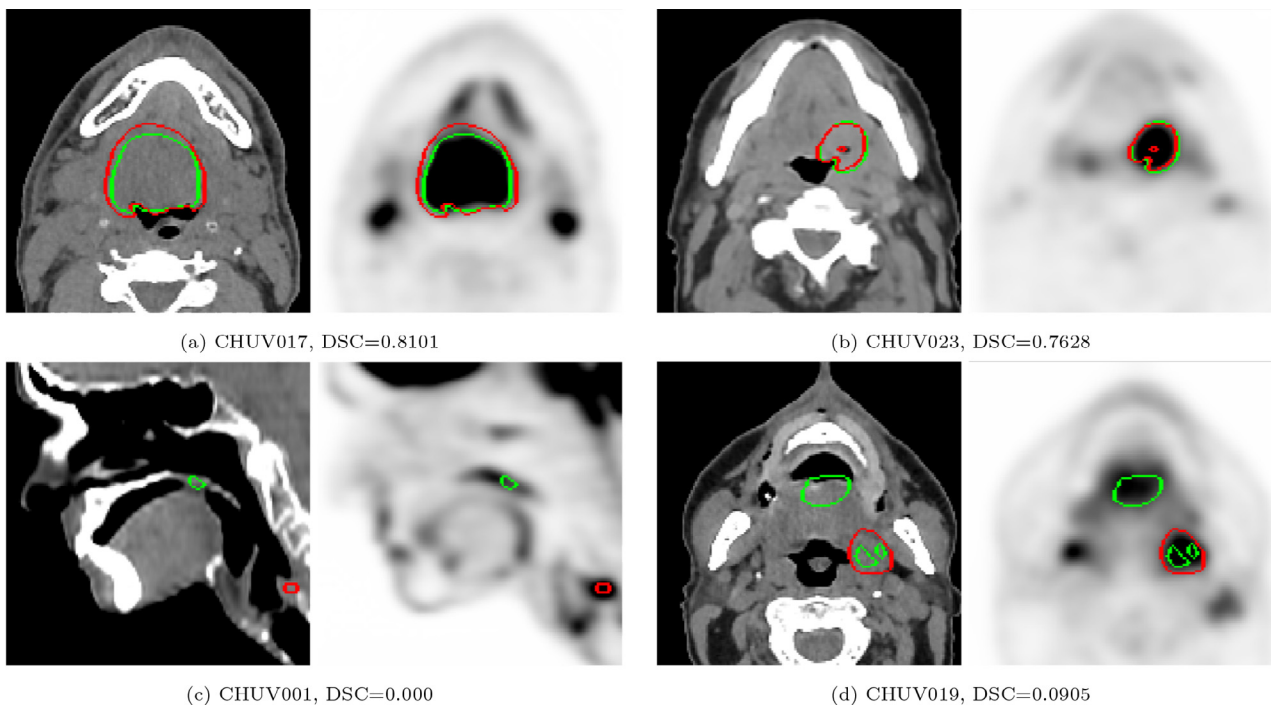 (a) CHUV017, DSC=0.8101
(b) CHUV023, DSC=0.7628
(c) CHUV001, DSC=0.000
(d) CHUV019, DSC=0.0905